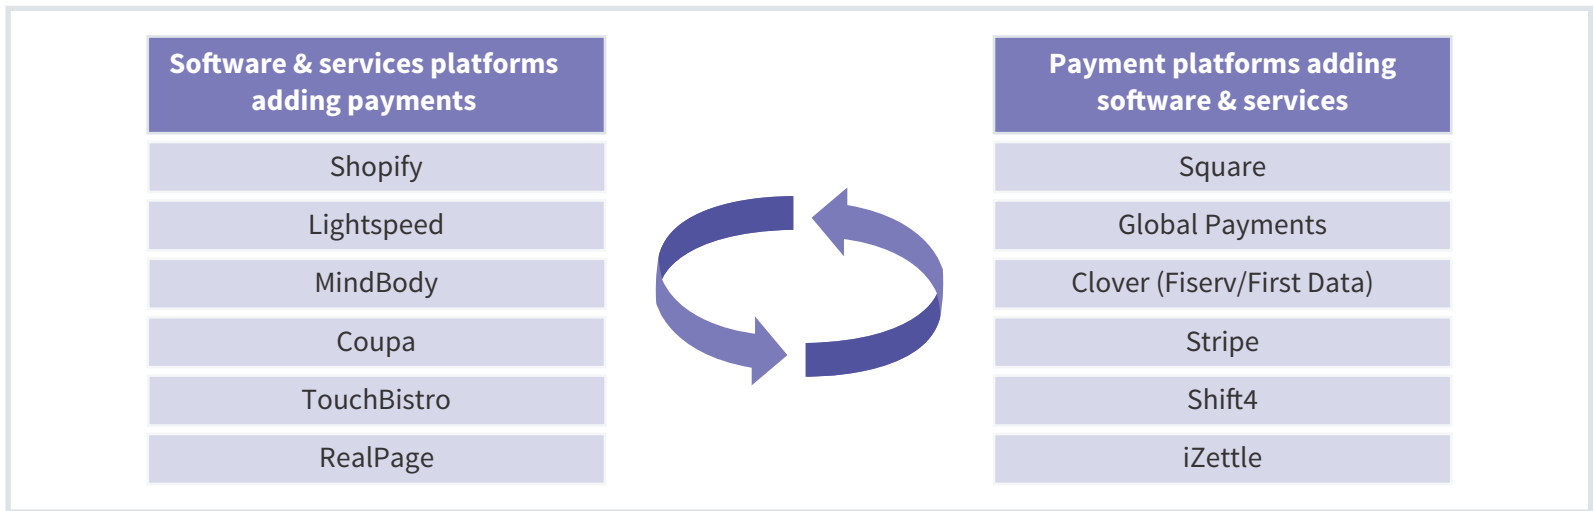 Software & services platforms
adding payments
Shopify
Lightspeed
MindBody
Coupa
TouchBistro
RealPage
Payment platforms adding
software & services
Square
Global Payments
Clover (Fiserv/First Data)
Stripe
Shift4
iZettle